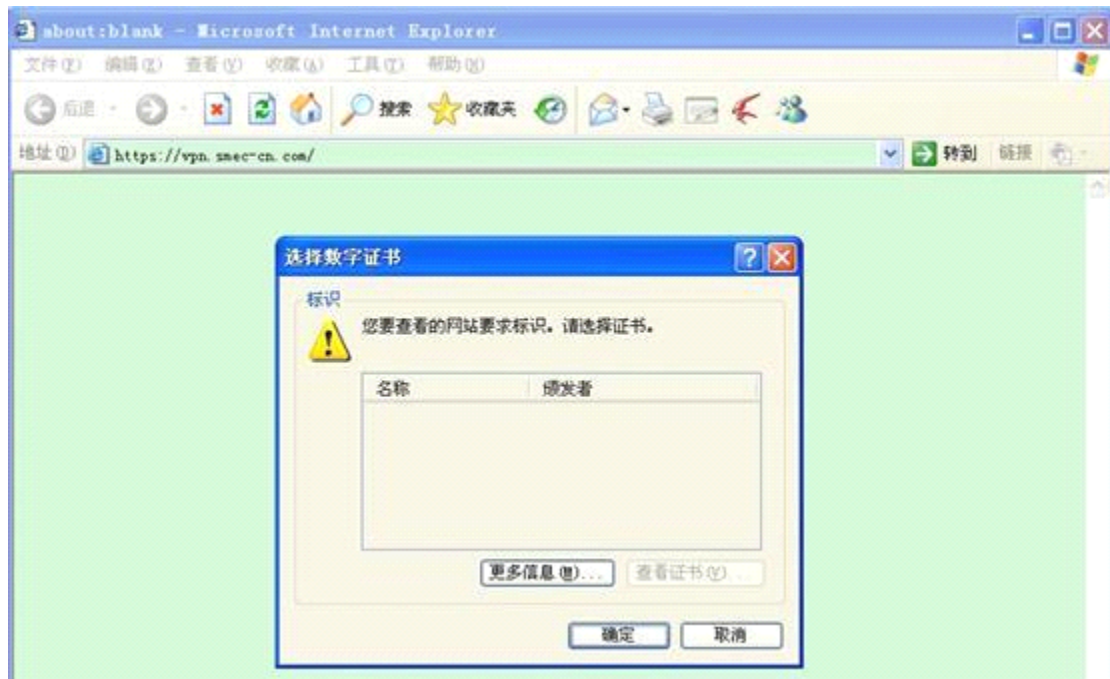 about:blank - Microsoft Internet Explorer
文件(F) 编辑(E) 查看(V) 收藏(A) 工具(T) 帮助(H)
后退 搜索 收藏夹
地址(D) https://vpn.smec-cn.com/ 转到 链接
选择数字证书
标识
您要查看的网站要求标识。请选择证书。
名称 颁发者
更多信息(M)... 查看证书(V)...
确定 取消